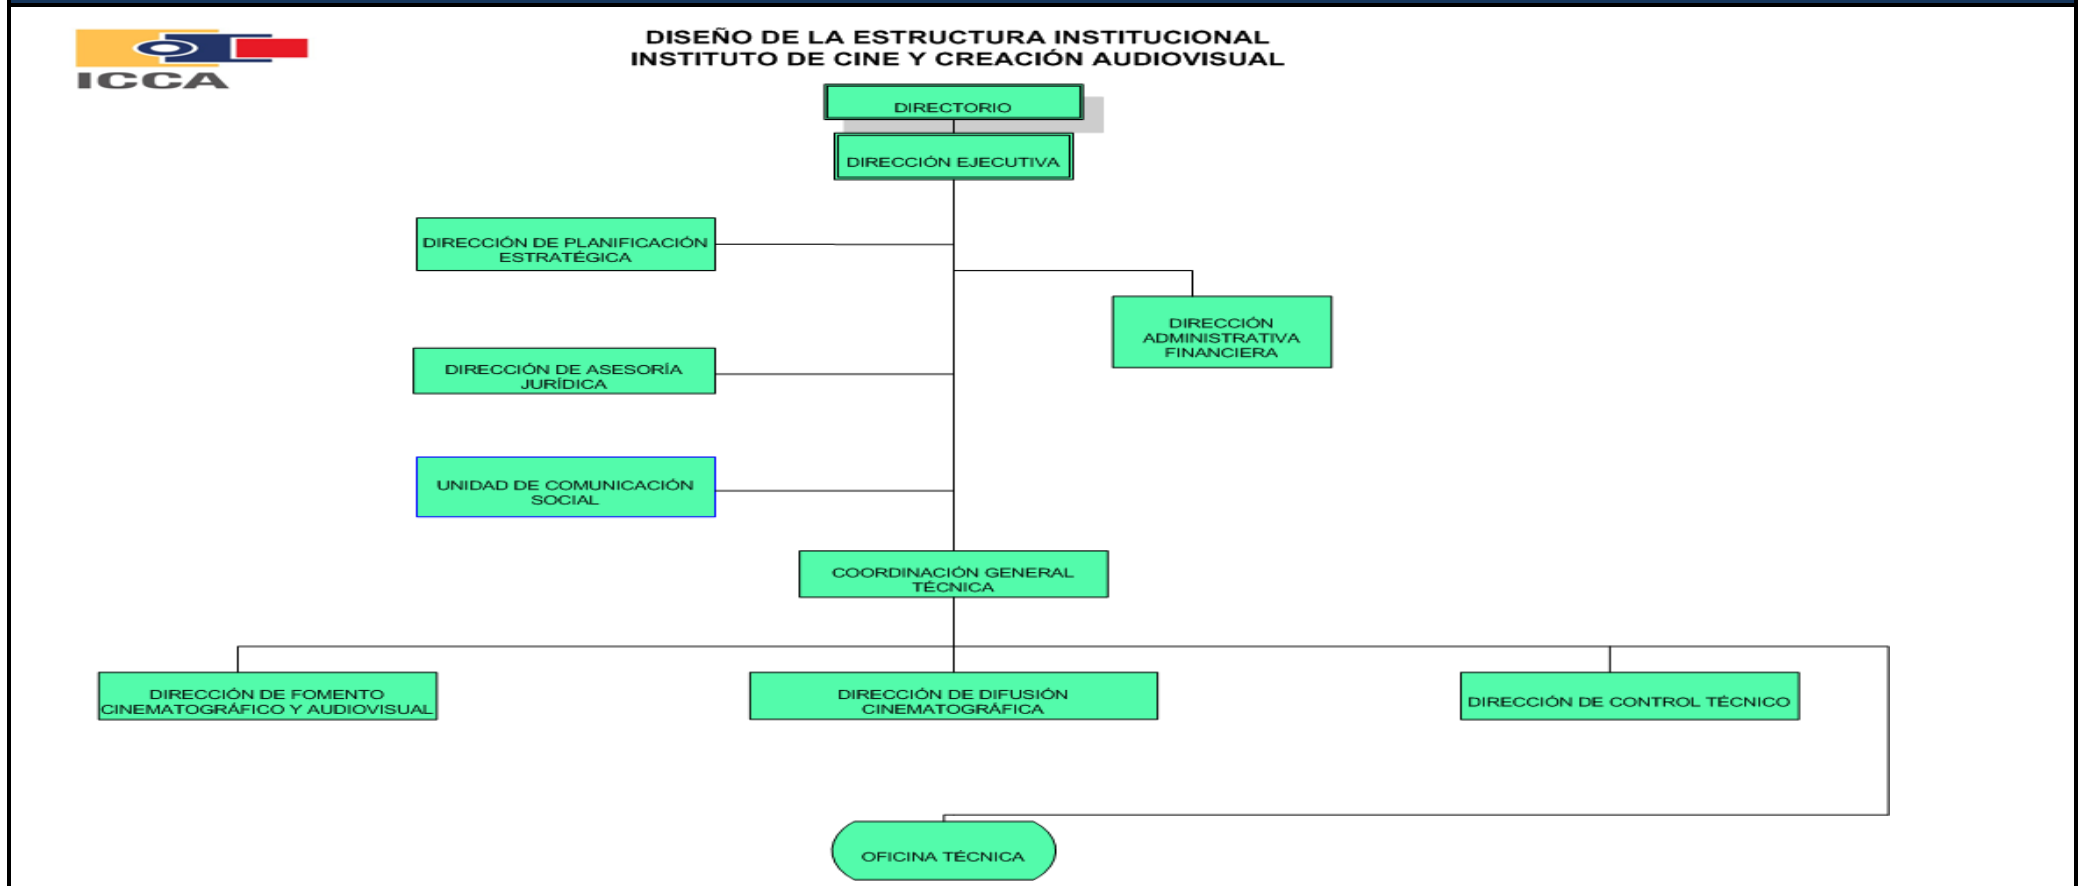 ICCA
DISEÑO DE LA ESTRUCTURA INSTITUCIONAL
INSTITUTO DE CINE Y CREACIÓN AUDIOVISUAL
DIRECTORIO
DIRECCIÓN EJECUTIVA
DIRECCIÓN DE PLANIFICACIÓN
ESTRATÉGICA
DIRECCIÓN
ADMINISTRATIVA
FINANCIERA
DIRECCIÓN DE ASESORÍA
JURÍDICA
UNIDAD DE COMUNICACIÓN
SOCIAL
COORDINACIÓN GENERAL
TÉCNICA
DIRECCIÓN DE FOMENTO
CINEMATOGRÁFICO Y AUDIOVISUAL
DIRECCIÓN DE DIFUSIÓN
CINEMATOGRÁFICA
DIRECCIÓN DE CONTROL TÉCNICO
OFICINA TÉCNICA